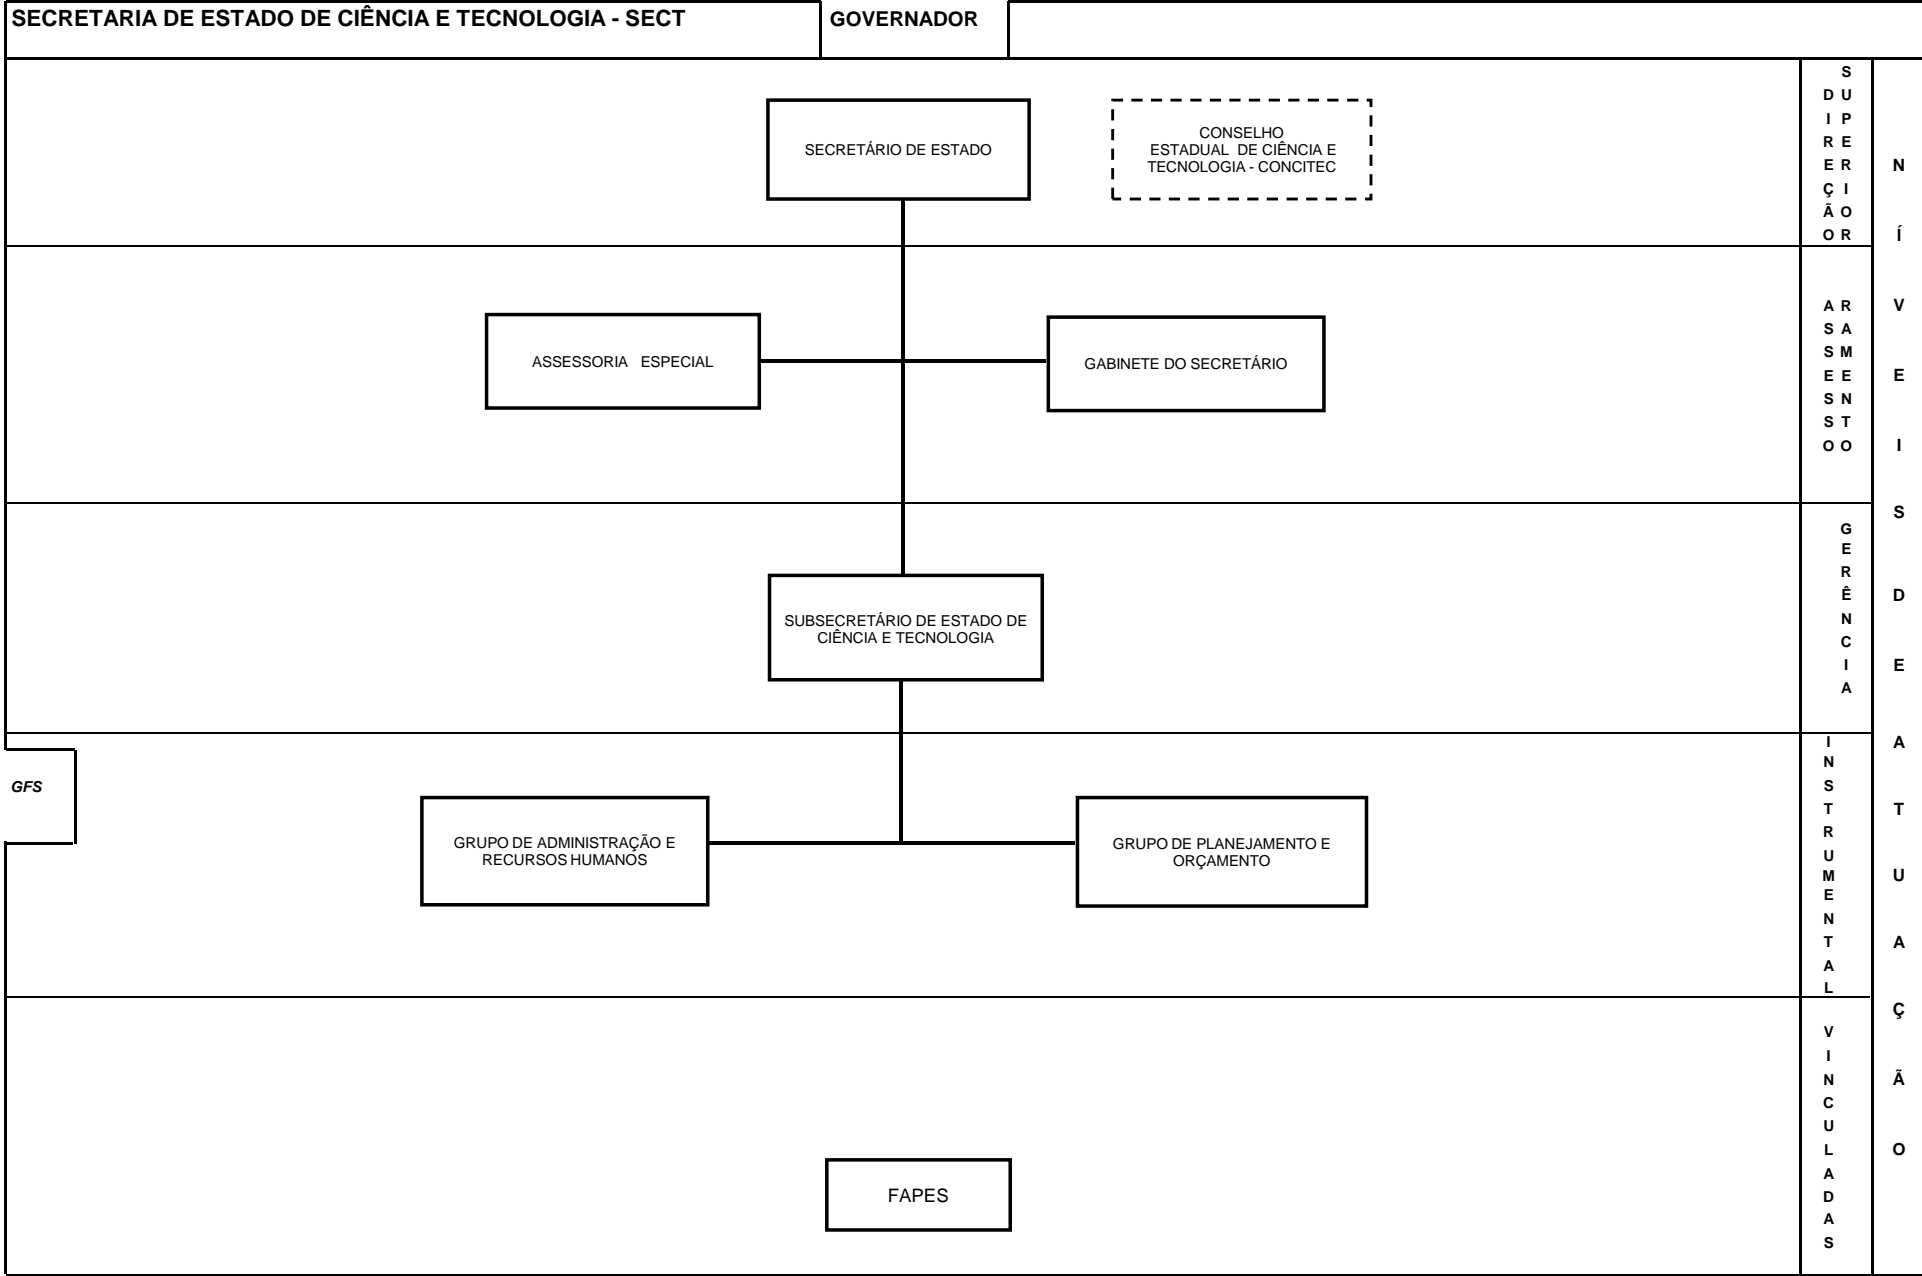 SECRETARIA DE ESTADO DE CIÊNCIA E TECNOLOGIA - SECT
GOVERNADOR
SECRETÁRIO DE ESTADO
CONSELHO
ESTADUAL DE CIÊNCIA E
TECNOLOGIA - CONCITEC
DIREÇÃO
SUPERIOR
ASSESSORIA ESPECIAL
GABINETE DO SECRETÁRIO
ASSESSO
RAMENTO
SUBSECRETÁRIO DE ESTADO DE
CIÊNCIA E TECNOLOGIA
GERÊNCIA
GFS
GRUPO DE ADMINISTRAÇÃO E
RECURSOS HUMANOS
GRUPO DE PLANEJAMENTO E
ORÇAMENTO
INSTRUMENTAL
FAPES
VINCULADAS
NÍVEIS DE ATUAÇÃO